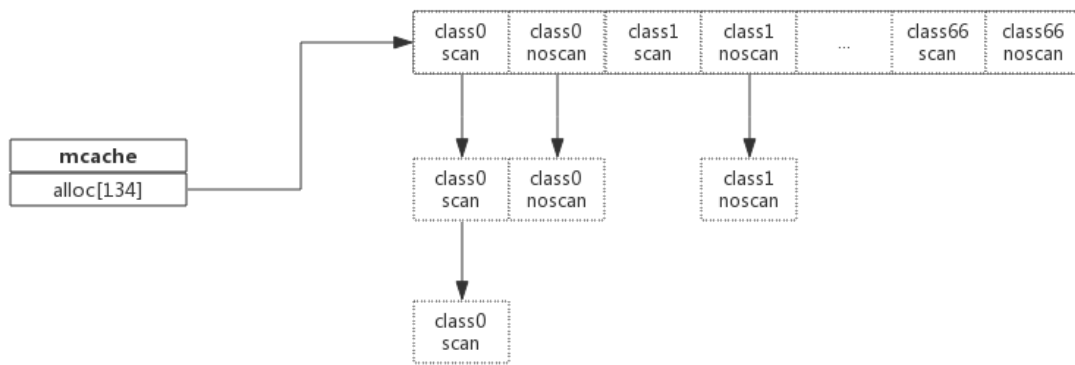 class0
scan
class0
noscan
class1
scan
class1
noscan
...
class66
scan
class66
noscan
mcache
alloc[134]
class0
scan
class0
noscan
class1
noscan
class0
scan